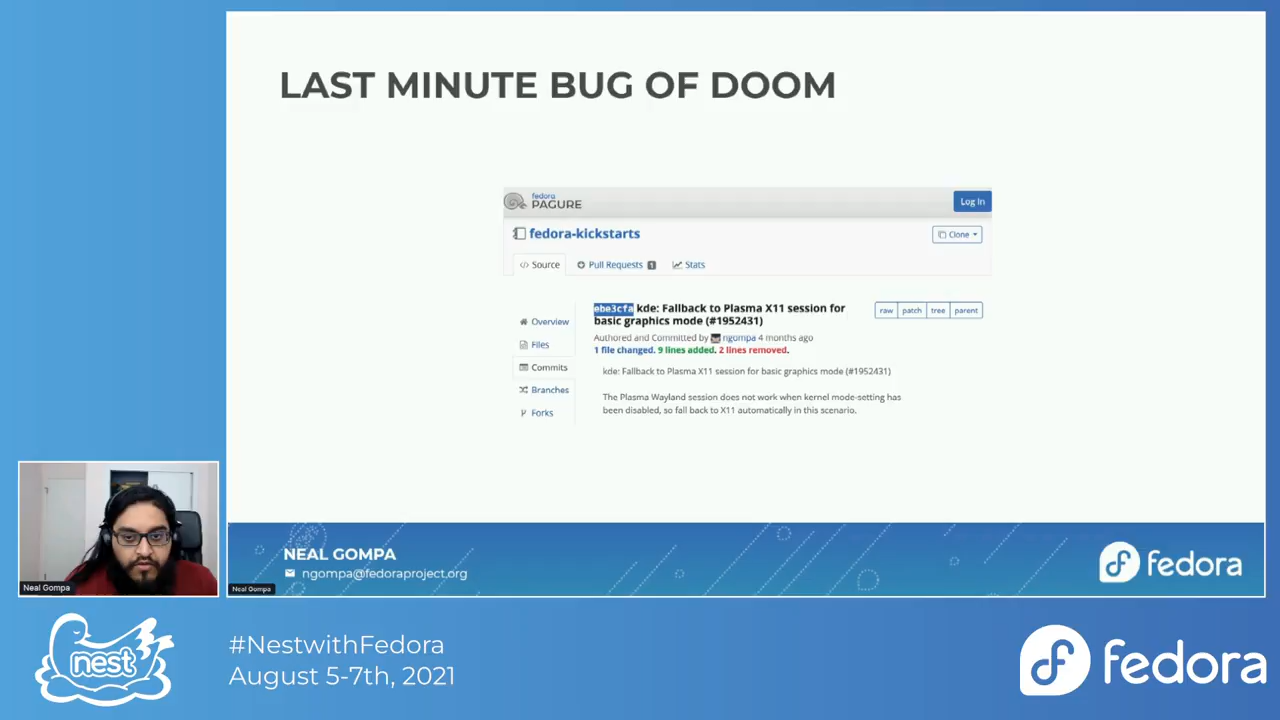 LAST MINUTE BUG OF DOOM
fedora
PAGURE
Log In
fedora-kickstarts
Clone
Source
Pull Requests 1
Stats
ebe3cfa kde: Fallback to Plasma X11 session for
basic graphics mode (#1952431)
raw patch tree parent
Authored and Committed by ngompa 4 months ago
1 file changed. 9 lines added. 2 lines removed.
Overview
Files
Commits
Branches
Forks
kde: Fallback to Plasma X11 session for basic graphics mode (#1952431)
The Plasma Wayland session does not work when kernel mode-setting has
been disabled, so fall back to X11 automatically in this scenario.
NEAL GOMPA
ngompa@fedoraproject.org
fedora
Neal Gompa
Neal Gompa
nest
#NestwithFedora
August 5-7th, 2021
fedora